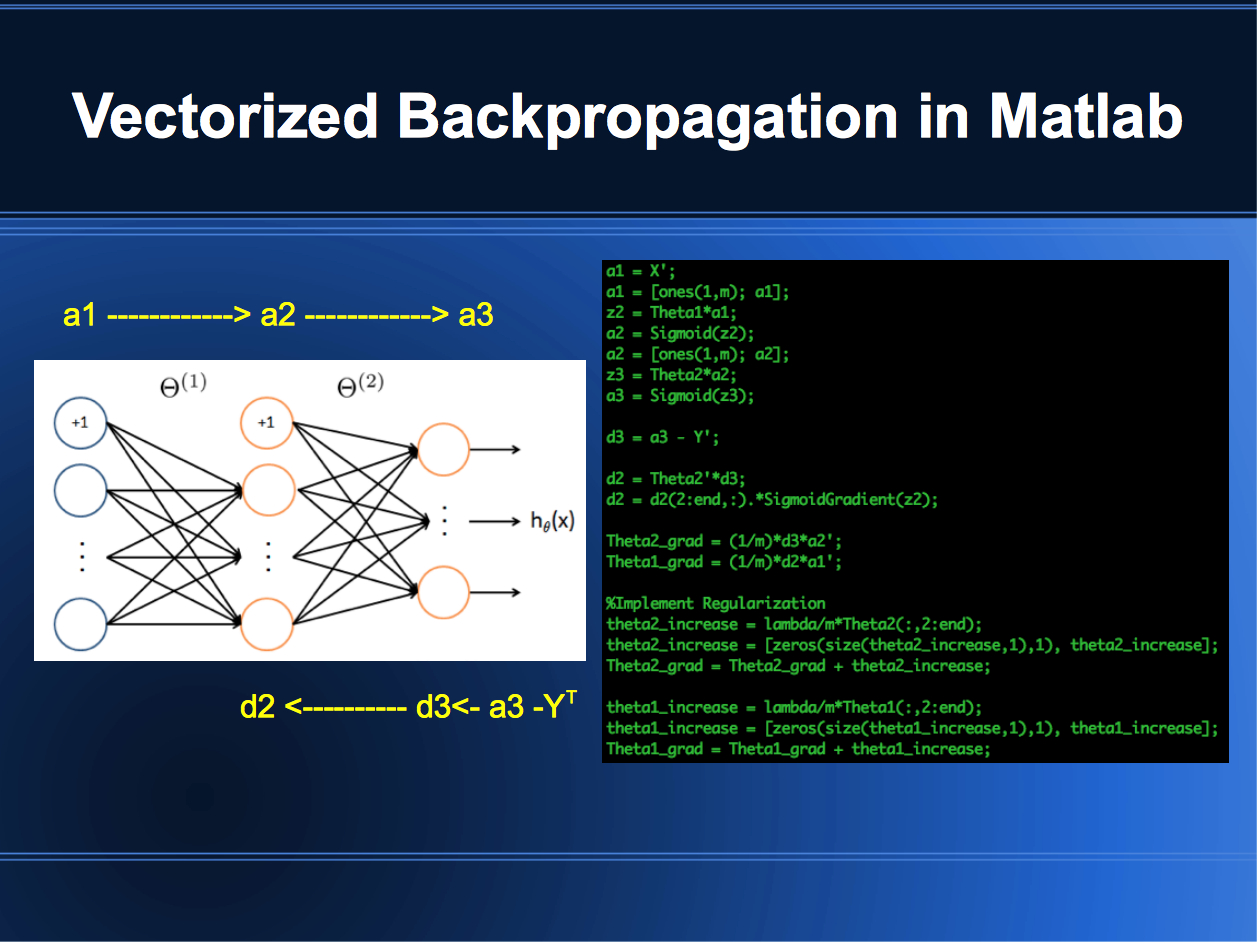 Vectorized Backpropagation in Matlab
a1 ------------> a2 ------------> a3
Θ(1) Θ(2)
+1 +1
⋮ ⋮ ⋮ hθ(x)
d2 <---------- d3<- a3 -Yᵀ
a1 = X';
a1 = [ones(1,m); a1];
z2 = Theta1*a1;
a2 = Sigmoid(z2);
a2 = [ones(1,m); a2];
z3 = Theta2*a2;
a3 = Sigmoid(z3);
d3 = a3 - Y';
d2 = Theta2'*d3;
d2 = d2(2:end,:).*SigmoidGradient(z2);
Theta2_grad = (1/m)*d3*a2';
Theta1_grad = (1/m)*d2*a1';
%Implement Regularization
theta2_increase = lambda/m*Theta2(:,2:end);
theta2_increase = [zeros(size(theta2_increase,1),1), theta2_increase];
Theta2_grad = Theta2_grad + theta2_increase;
theta1_increase = lambda/m*Theta1(:,2:end);
theta1_increase = [zeros(size(theta1_increase,1),1), theta1_increase];
Theta1_grad = Theta1_grad + theta1_increase;